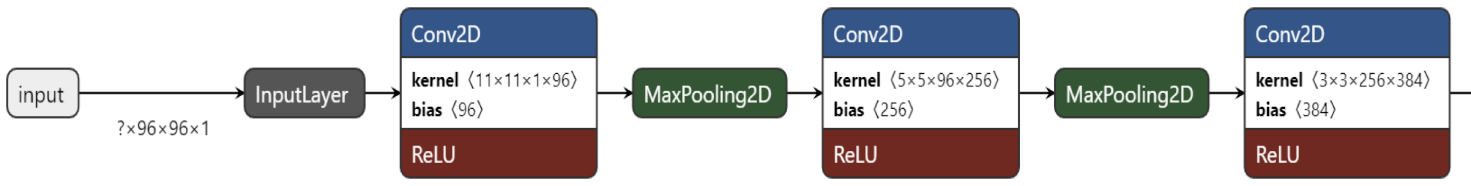 input
?×96×96×1
InputLayer
Conv2D
kernel ⟨11×11×1×96⟩
bias ⟨96⟩
ReLU
MaxPooling2D
Conv2D
kernel ⟨5×5×96×256⟩
bias ⟨256⟩
ReLU
MaxPooling2D
Conv2D
kernel ⟨3×3×256×384⟩
bias ⟨384⟩
ReLU